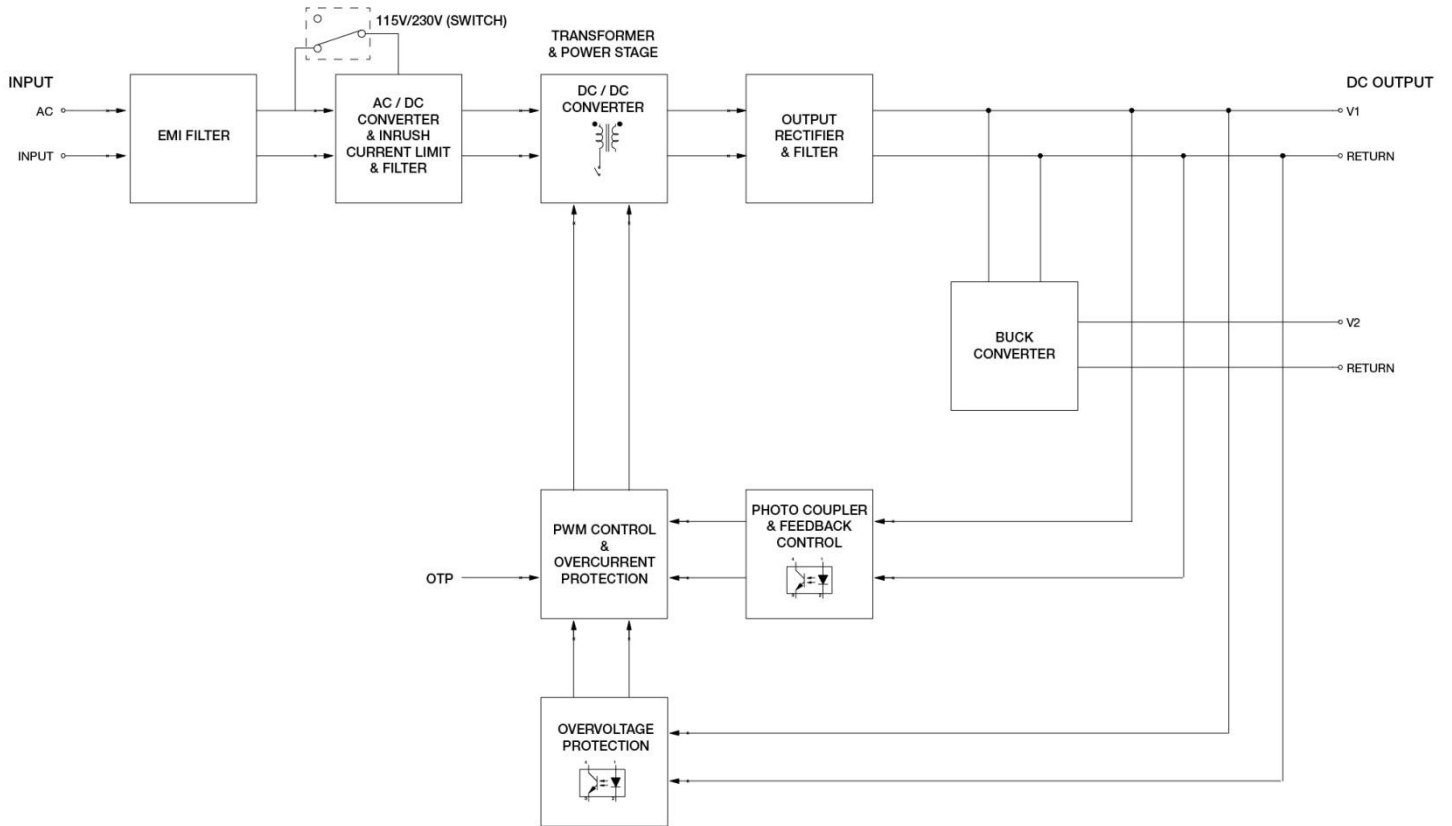 115V/230V (SWITCH)
TRANSFORMER
& POWER STAGE
INPUT
DC OUTPUT
AC
INPUT
EMI FILTER
AC / DC
CONVERTER
& INRUSH
CURRENT LIMIT
& FILTER
DC / DC
CONVERTER
OUTPUT
RECTIFIER
& FILTER
V1
RETURN
BUCK
CONVERTER
V2
RETURN
OTP
PWM CONTROL
&
OVERCURRENT
PROTECTION
PHOTO COUPLER
& FEEDBACK
CONTROL
OVERVOLTAGE
PROTECTION